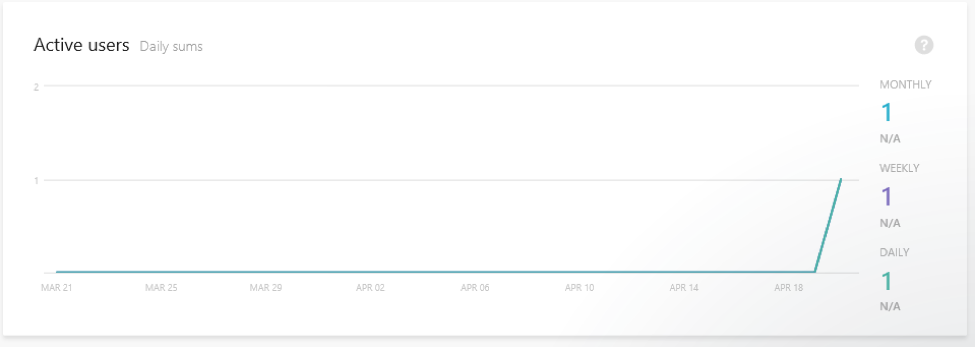 Active users Daily sums ?
2
1
MAR 21 MAR 25 MAR 29 APR 02 APR 06 APR 10 APR 14 APR 18
MONTHLY
1
N/A
WEEKLY
1
N/A
DAILY
1
N/A